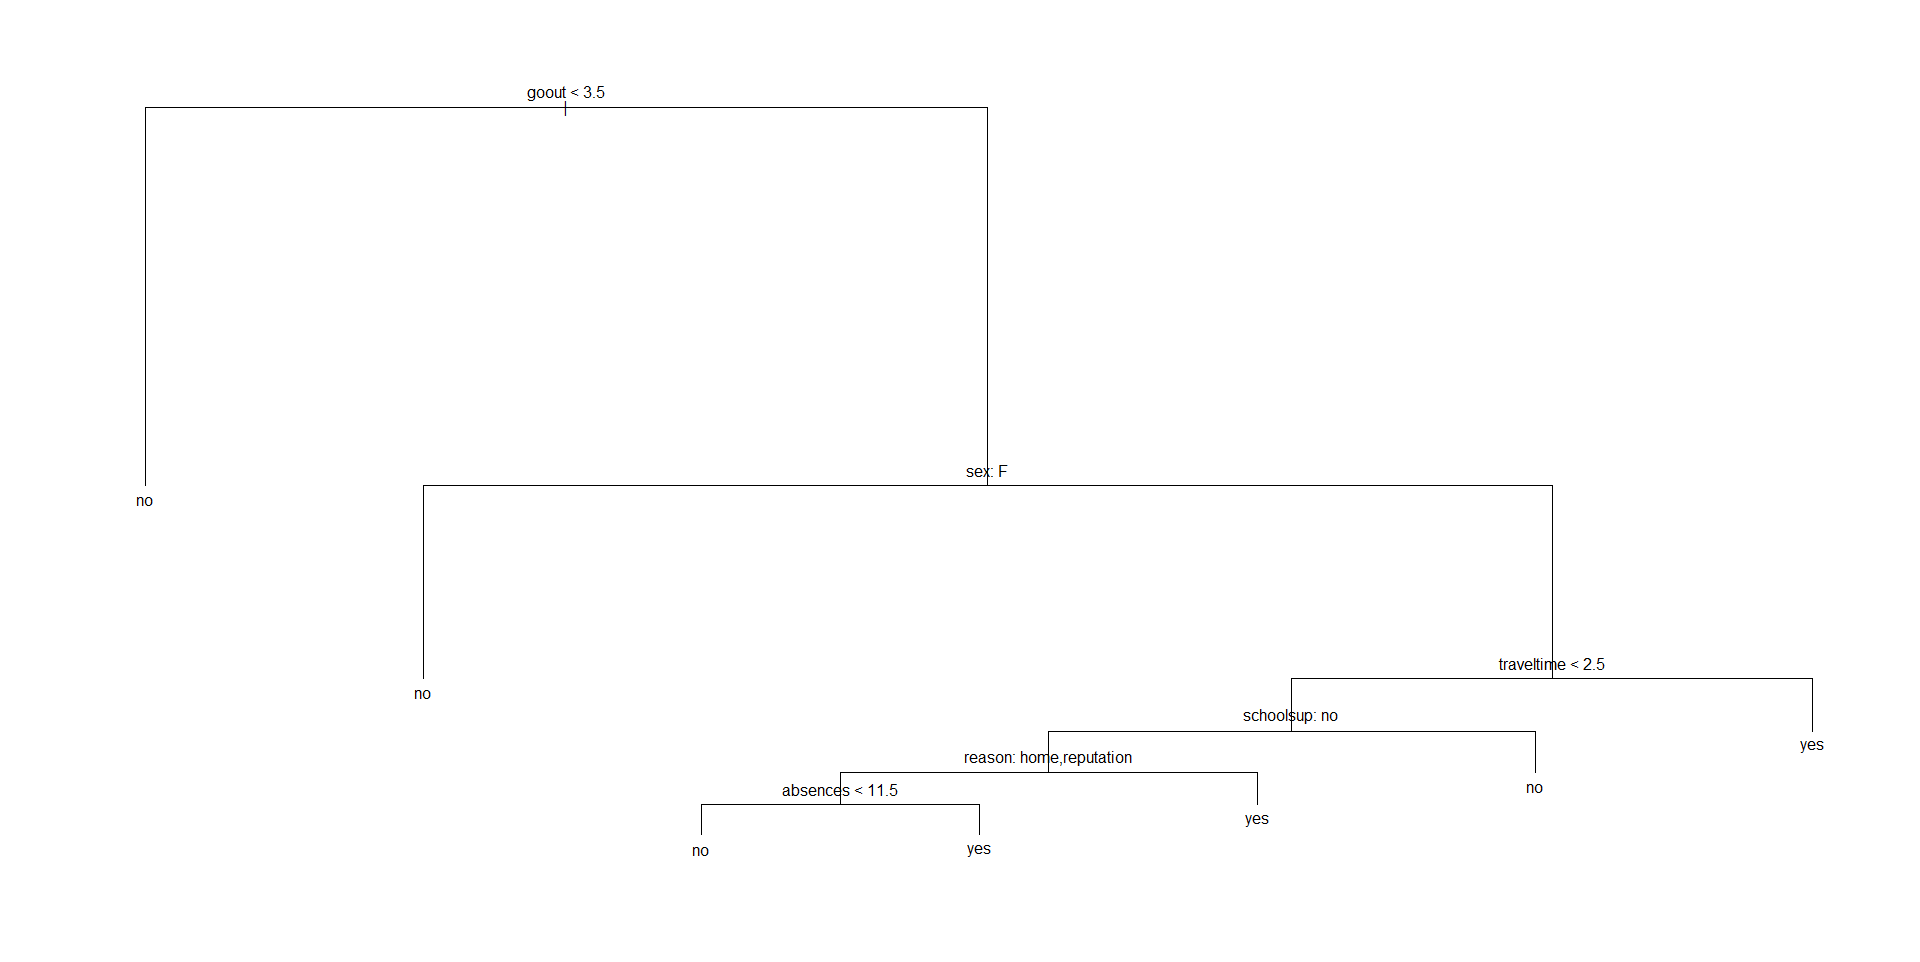 goout < 3.5
sex: F
no
traveltime < 2.5
no
schoolsup: no
yes
reason: home,reputation
no
absences < 11.5
yes
no
yes